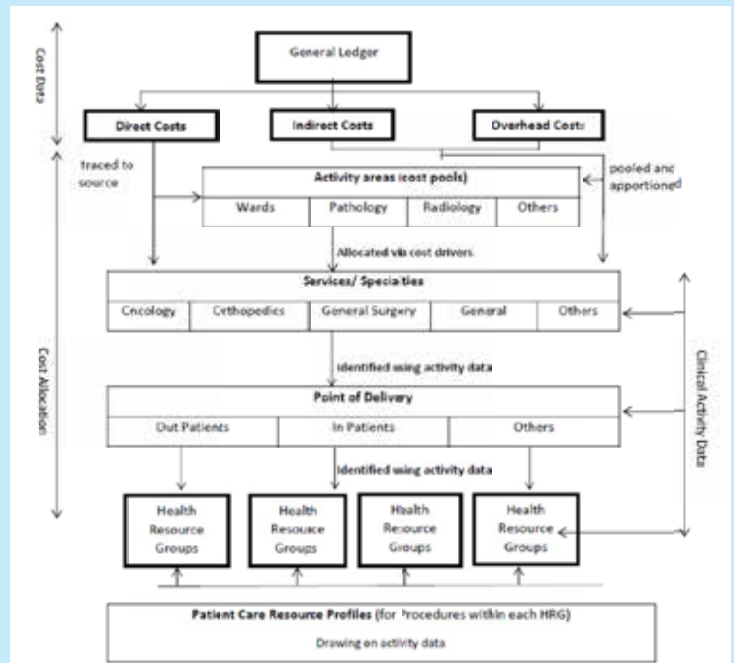 Cost Data
General Ledger
Direct Costs
Indirect Costs
Overhead Costs
traced to
source
pooled and
apportioned
Activity areas (cost pools)
Wards
Pathology
Radiology
Others
Allocated via cost drivers
Services/ Specialties
Oncology
Orthopedics
General Surgery
General
Others
Cost Allocation
Identified using activity data
Clinical Activity Data
Point of Delivery
Out Patients
In Patients
Others
Identified using activity data
Health
Resource
Groups
Health
Resource
Groups
Health
Resource
Groups
Health
Resource
Groups
Patient Care Resource Profiles (for Procedures within each HRG)
Drawing on activity data